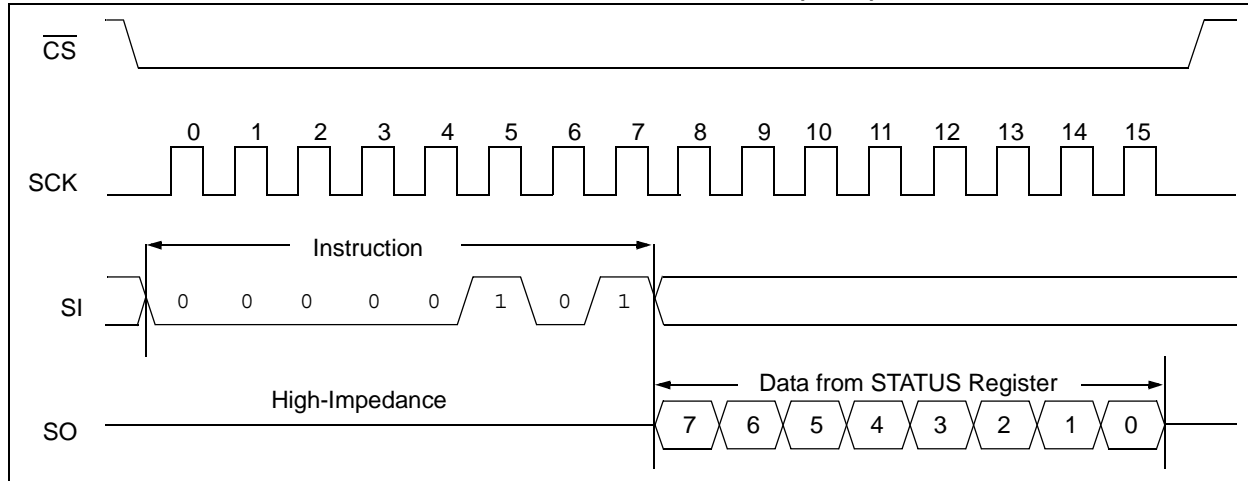 CS
0 1 2 3 4 5 6 7 8 9 10 11 12 13 14 15
SCK
Instruction
SI 0 0 0 0 0 1 0 1
Data from STATUS Register
High-Impedance
SO 7 6 5 4 3 2 1 0